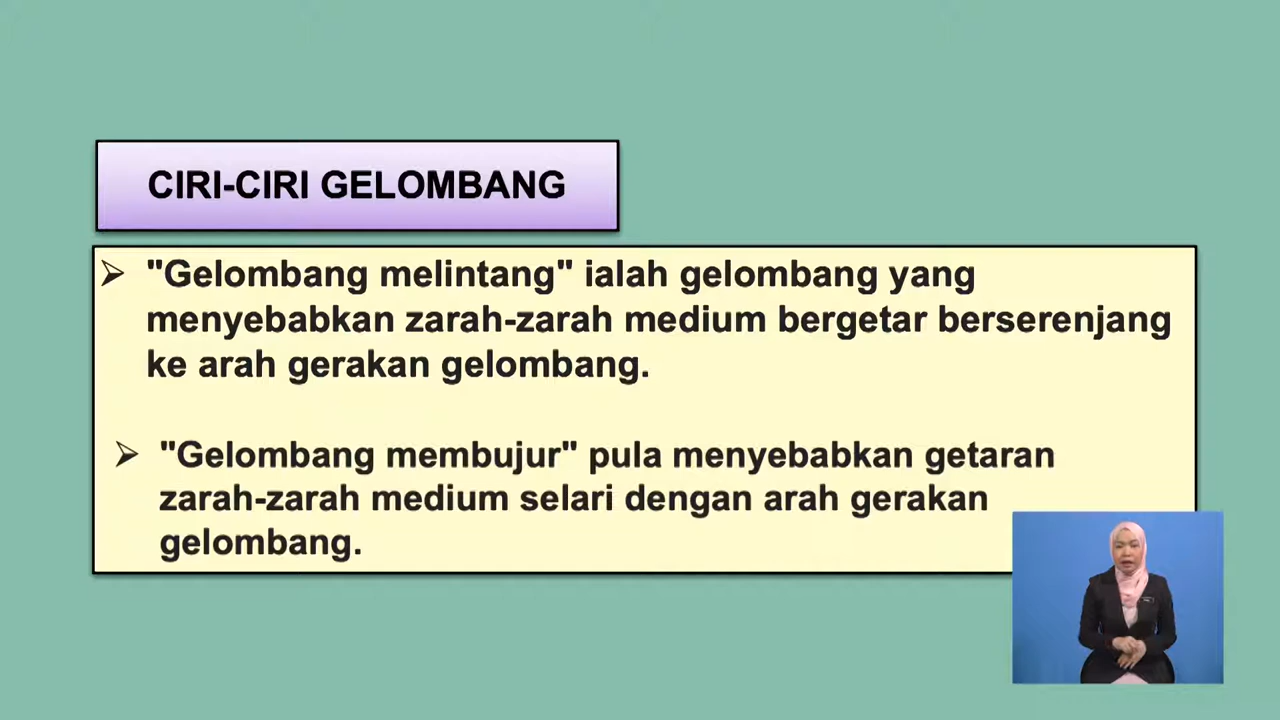 CIRI-CIRI GELOMBANG
"Gelombang melintang" ialah gelombang yang
menyebabkan zarah-zarah medium bergetar berserenjang
ke arah gerakan gelombang.
"Gelombang membujur" pula menyebabkan getaran
zarah-zarah medium selari dengan arah gerakan
gelombang.